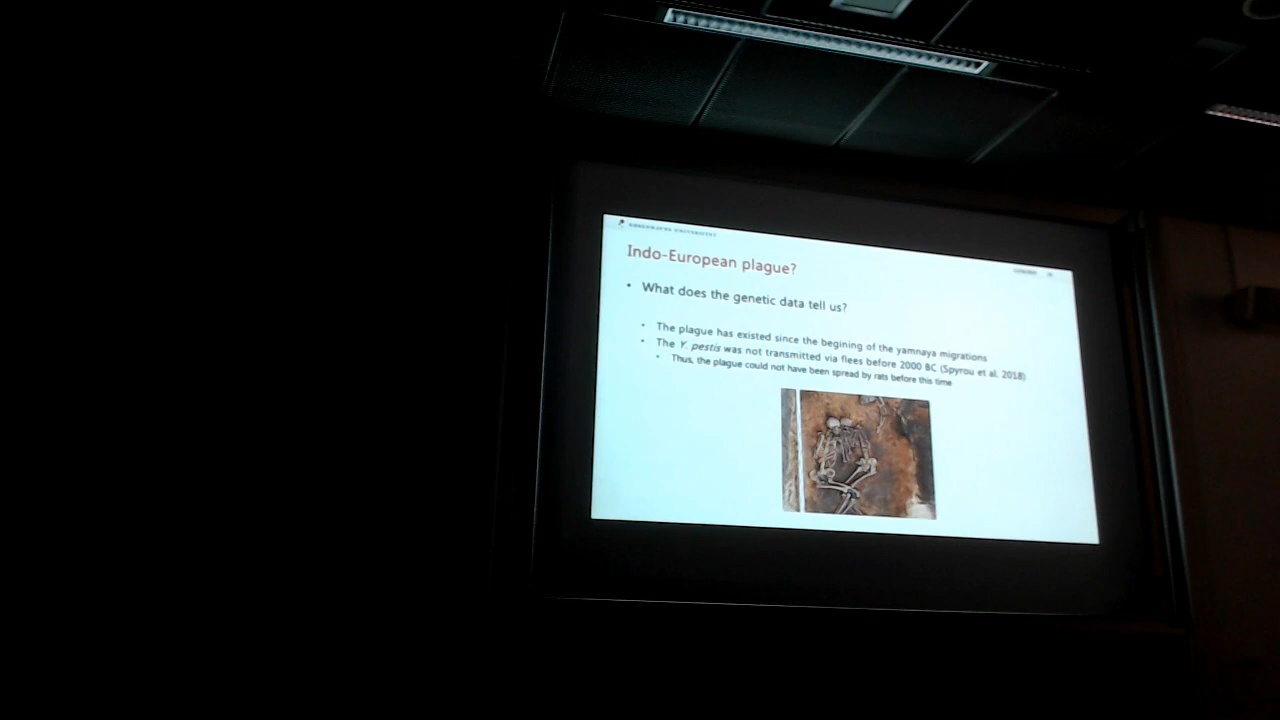 Indo-European plague?
• What does the genetic data tell us?
• The plague has existed since the begining of the yamnaya migrations
• The Y. pestis was not transmitted via flees before 2000 BC (Spyrou et al. 2018)
• Thus, the plague could not have been spread by rats before this time